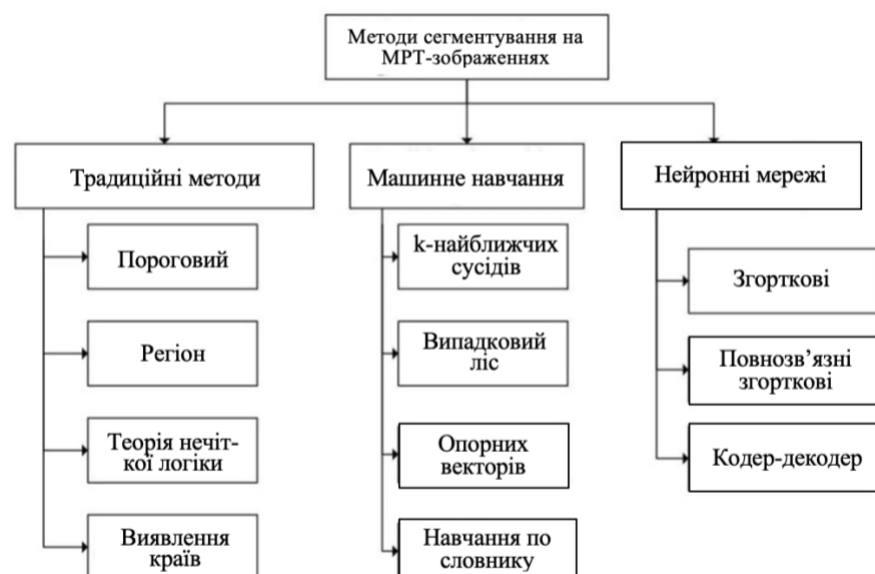 Методи сегментування на
МРТ-зображеннях
Традиційні методи
Машинне навчання
Нейронні мережі
Пороговий
Регіон
Теорія нечіт-
кої логіки
Виявлення
країв
k-найближчих
сусідів
Випадковий
ліс
Опорних
векторів
Навчання по
словнику
Згорткові
Повнозв’язні
згорткові
Кодер-декодер